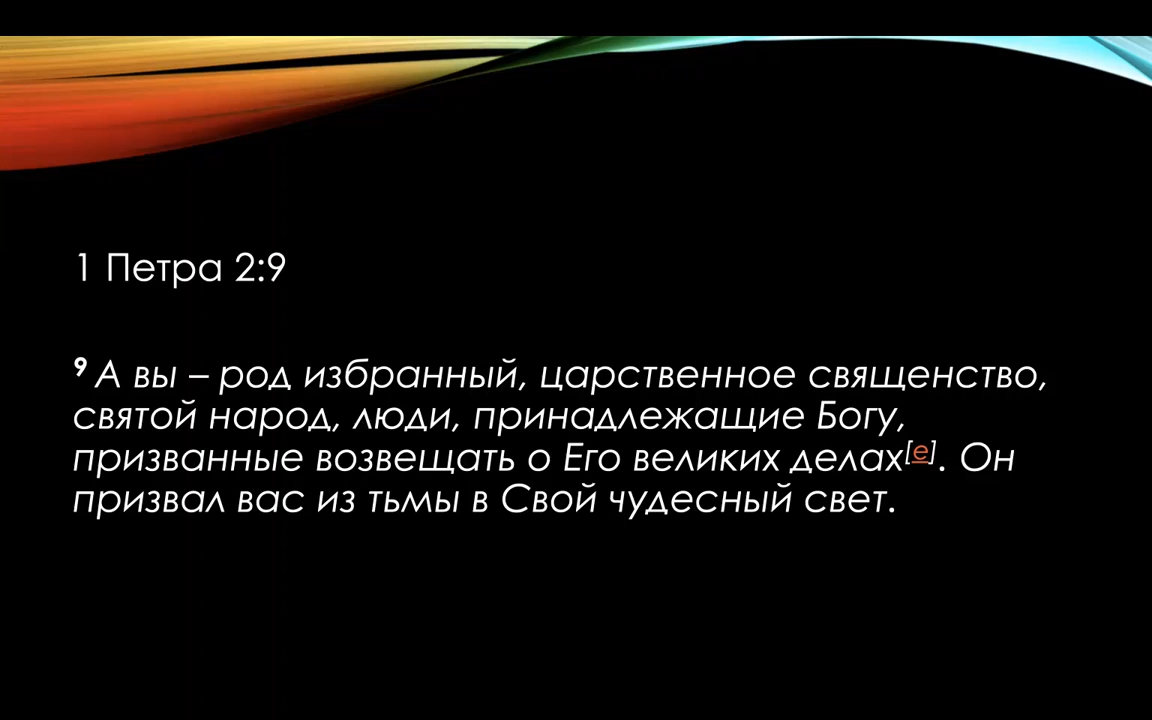 1 Петра 2:9
9 А вы – род избранный, царственное священство,
святой народ, люди, принадлежащие Богу,
призванные возвещать о Его великих делах[e]. Он
призвал вас из тьмы в Свой чудесный свет.